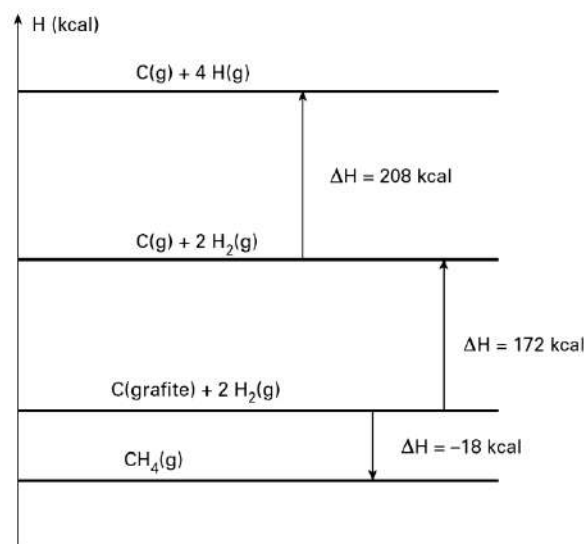 H (kcal)
C(g) + 4 H(g)
ΔH = 208 kcal
C(g) + 2 H₂(g)
ΔH = 172 kcal
C(grafite) + 2 H₂(g)
ΔH = –18 kcal
CH₄(g)